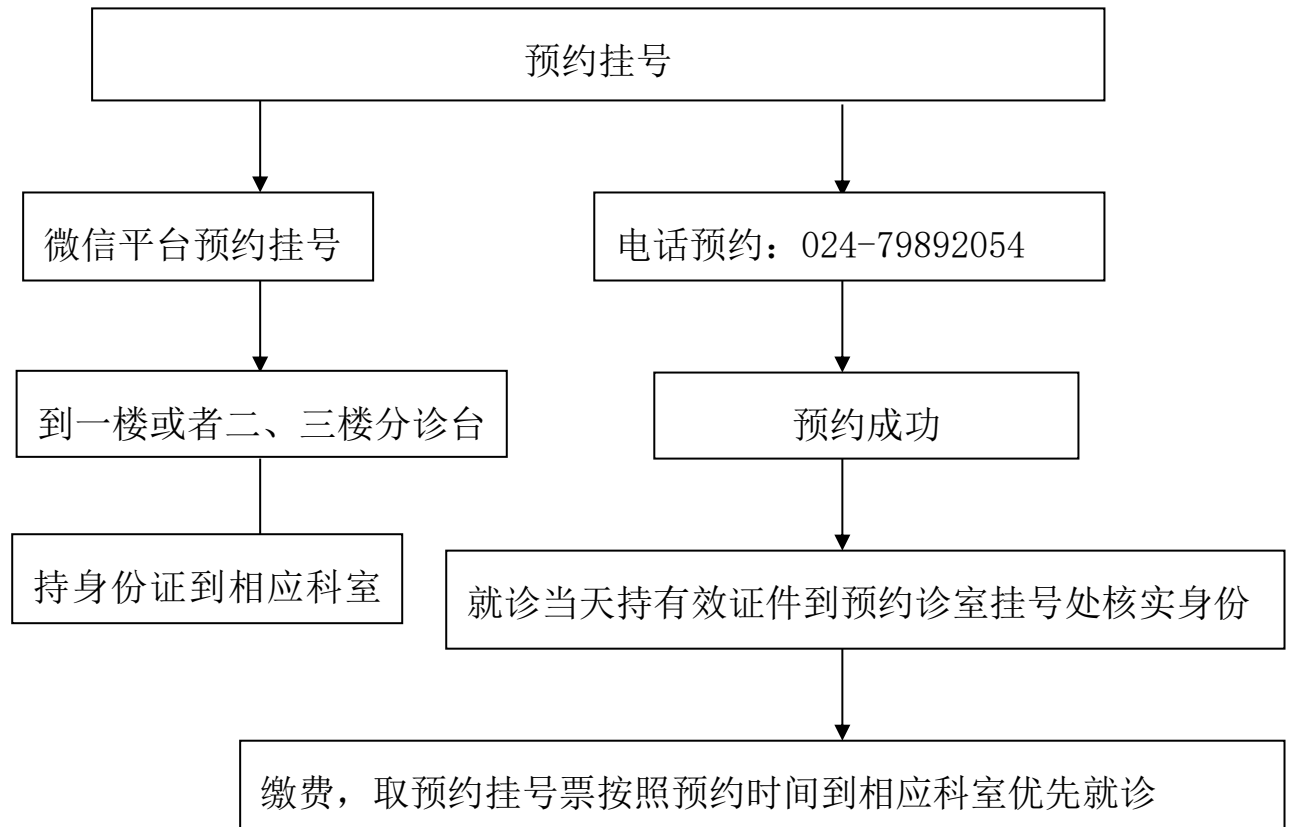 预约挂号
微信平台预约挂号
电话预约：024-79892054
到一楼或者二、三楼分诊台
预约成功
持身份证到相应科室
就诊当天持有效证件到预约诊室挂号处核实身份
缴费，取预约挂号票按照预约时间到相应科室优先就诊